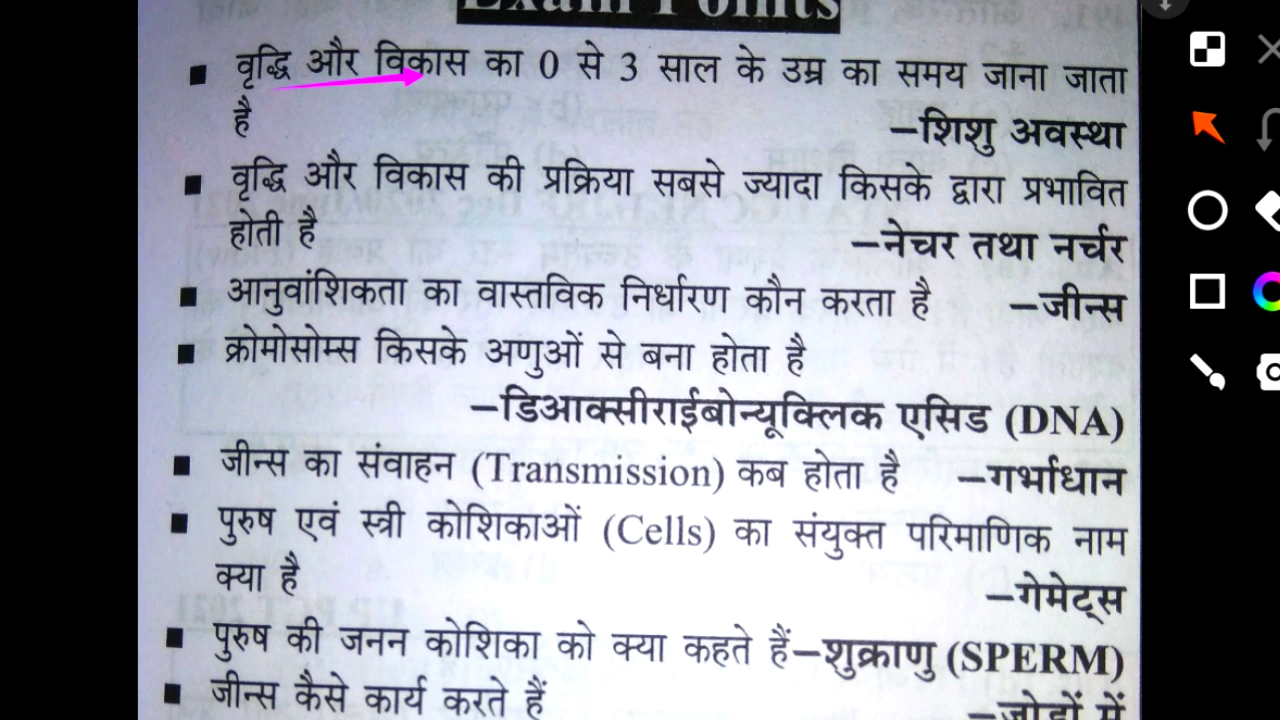 Exam Points
▪ वृद्धि और विकास का 0 से 3 साल के उम्र का समय जाना जाता
है –शिशु अवस्था
▪ वृद्धि और विकास की प्रक्रिया सबसे ज्यादा किसके द्वारा प्रभावित
होती है –नेचर तथा नर्चर
▪ आनुवांशिकता का वास्तविक निर्धारण कौन करता है –जीन्स
▪ क्रोमोसोम्स किसके अणुओं से बना होता है
–डिआक्सीराईबोन्यूक्लिक एसिड (DNA)
▪ जीन्स का संवाहन (Transmission) कब होता है –गर्भाधान
▪ पुरुष एवं स्त्री कोशिकाओं (Cells) का संयुक्त परिमाणिक नाम
क्या है –गेमेट्स
▪ पुरुष की जनन कोशिका को क्या कहते हैं–शुक्राणु (SPERM)
▪ जीन्स कैसे कार्य करते हैं
–जोड़ों में